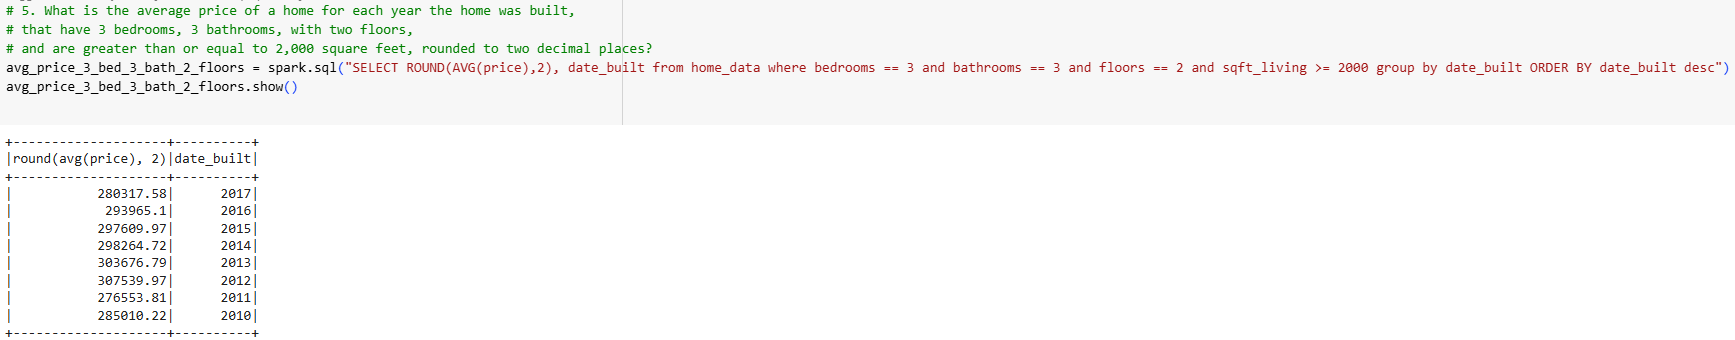 # 5. What is the average price of a home for each year the home was built,
# that have 3 bedrooms, 3 bathrooms, with two floors,
# and are greater than or equal to 2,000 square feet, rounded to two decimal places?
avg_price_3_bed_3_bath_2_floors = spark.sql("SELECT ROUND(AVG(price),2), date_built from home_data where bedrooms == 3 and bathrooms == 3 and floors == 2 and sqft_living >= 2000 group by date_built ORDER BY date_built desc")
avg_price_3_bed_3_bath_2_floors.show()
+--------------------+----------+
|round(avg(price), 2)|date_built|
+--------------------+----------+
|           280317.58|      2017|
|            293965.1|      2016|
|           297609.97|      2015|
|           298264.72|      2014|
|           303676.79|      2013|
|           307539.97|      2012|
|           276553.81|      2011|
|           285010.22|      2010|
+--------------------+----------+